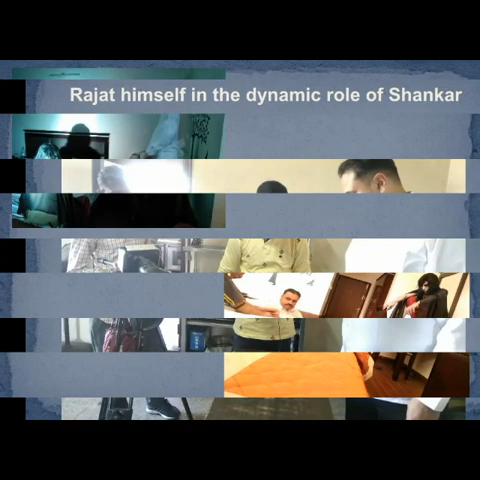 Rajat himself in the dynamic role of Shankar